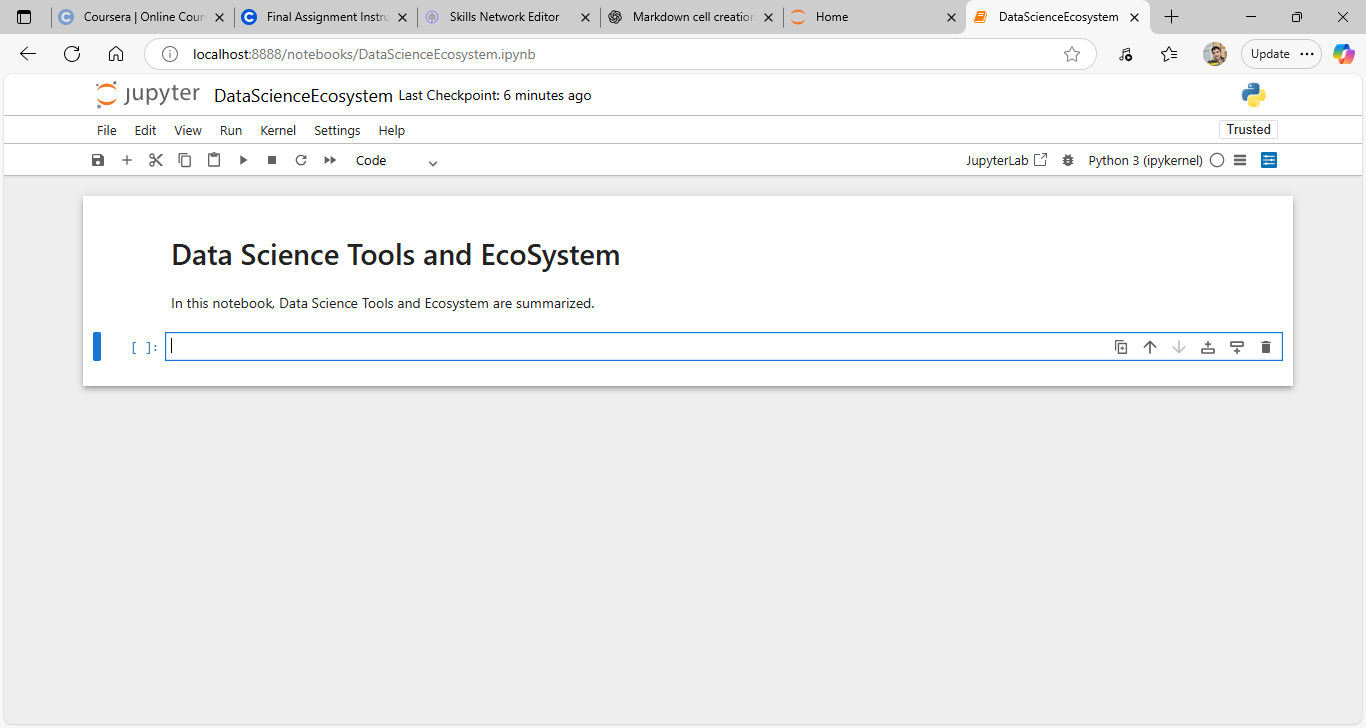 Coursera | Online Cour
Final Assignment Instru
Skills Network Editor
Markdown cell creation
Home
DataScienceEcosystem
localhost:8888/notebooks/DataScienceEcosystem.ipynb
Update
jupyter DataScienceEcosystem Last Checkpoint: 6 minutes ago
File Edit View Run Kernel Settings Help
Trusted
Code
JupyterLab
Python 3 (ipykernel)
Data Science Tools and EcoSystem
In this notebook, Data Science Tools and Ecosystem are summarized.
[ ]: